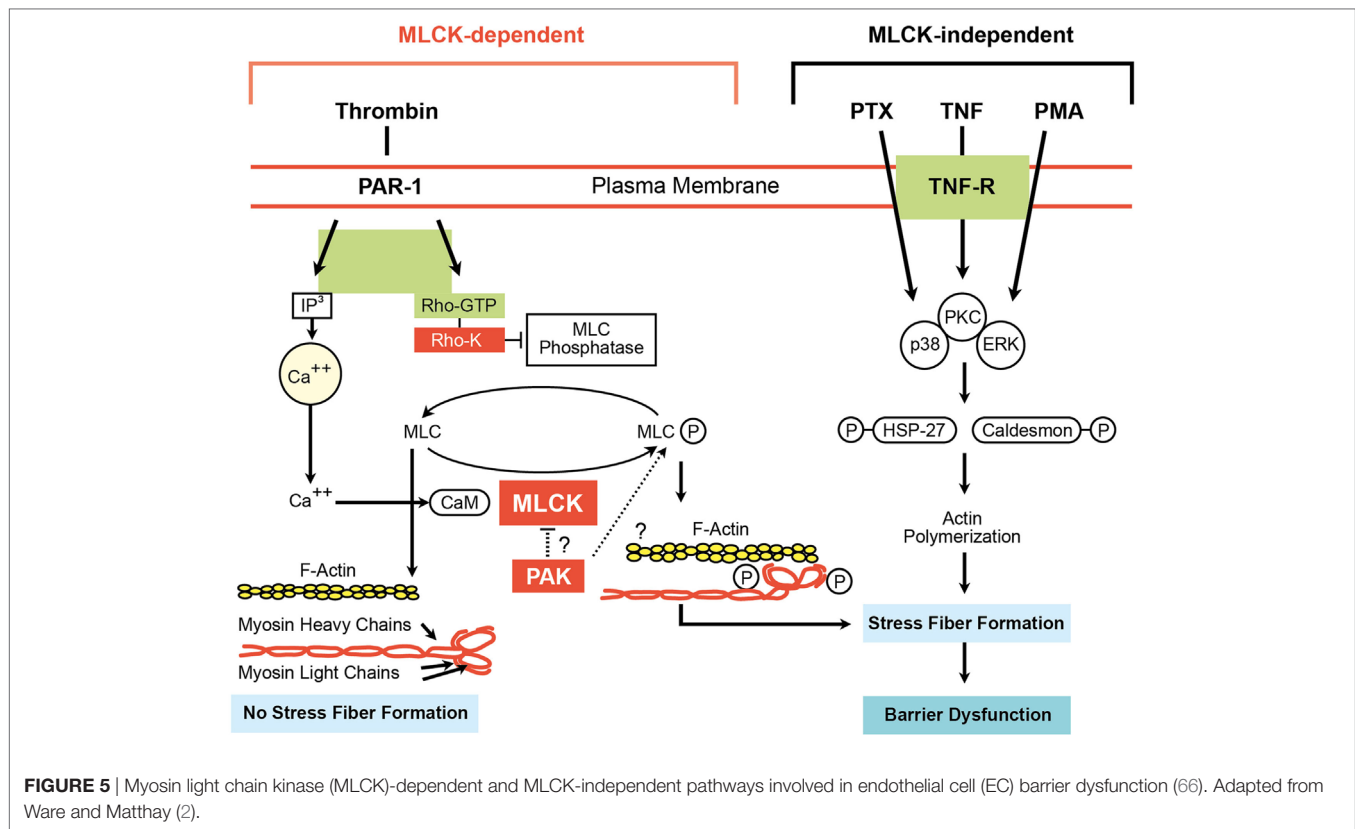 MLCK-dependent
MLCK-independent
Thrombin
PTX
TNF
PMA
PAR-1
Plasma Membrane
TNF-R
IP³
Rho-GTP
Rho-K
MLC
Phosphatase
Ca++
PKC
p38
ERK
MLC
MLC P
P HSP-27
Caldesmon P
Ca++
CaM
MLCK
?
PAK
?
F-Actin
P
P
Actin
Polymerization
F-Actin
Myosin Heavy Chains
Myosin Light Chains
No Stress Fiber Formation
Stress Fiber Formation
Barrier Dysfunction
FIGURE 5 | Myosin light chain kinase (MLCK)-dependent and MLCK-independent pathways involved in endothelial cell (EC) barrier dysfunction (66). Adapted from
Ware and Matthay (2).